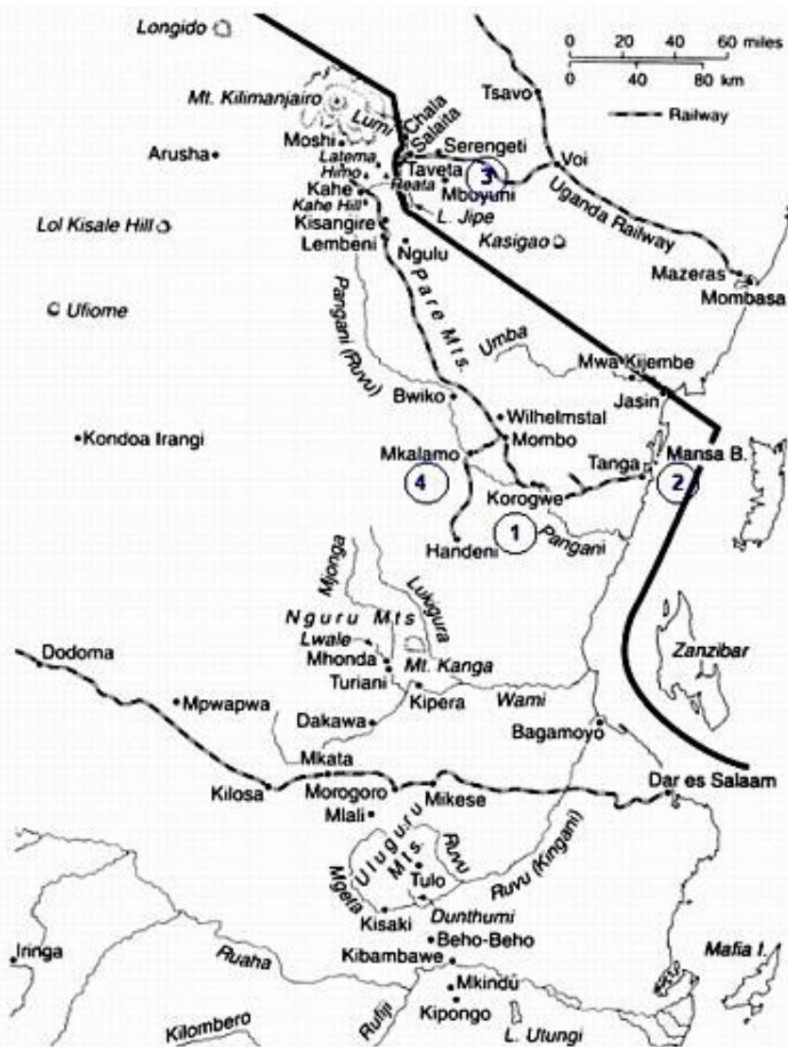 Longido
0 20 40 60 miles
0 40 80 km
Railway
Tsavo
Mt. Kilimanjairo
Lumi
Chala
Salaita
Serengeti
Moshi
Arusha
Latema
Himo
Taveta
Voi
3
Reata
Mbuyuni
Kahe
Kahe Hill
L. Jipe
Uganda Railway
Lol Kisale Hill
Kisangire
Lembeni
Ngulu
Kasigao
Mazeras
Mombasa
Ufiome
Pangani (Ruvu)
Pare Mts.
Umba
Mwa Kijembe
Bwiko
Jasin
Wilhelmstal
Kondoa Irangi
Mombo
Mkalamo
Tanga
Mansa B.
4
2
Korogwe
1
Pangani
Handeni
Mjonga
Lukigura
Nguru Mts
Lwale
Mhonda
Mt. Kanga
Turiani
Zanzibar
Dodoma
Mpwapwa
Kipera
Wami
Dakawa
Bagamoyo
Mkata
Dar es Salaam
Kilosa
Morogoro
Mikese
Mlali
Uluguru
Mts.
Ruvu
Ruvu (Kingani)
Mgeta
Tulo
Kisaki
Dunthumi
Beho-Beho
Iringa
Ruaha
Kibambawe
Mafia I.
Mkindu
Kipongo
Kilombero
Rufiji
L. Utungi